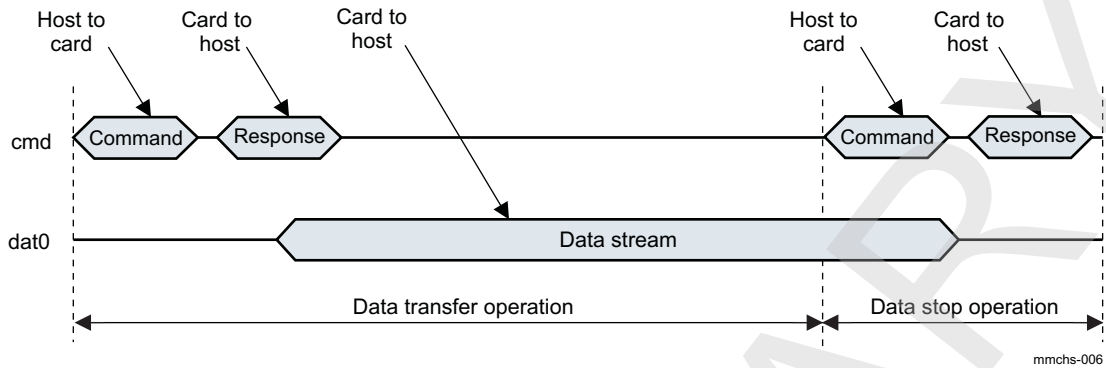 Host to
card
Card to
host
Card to
host
Host to
card
Card to
host
cmd
Command
Response
Command
Response
dat0
Data stream
Data transfer operation
Data stop operation
mmchs-006